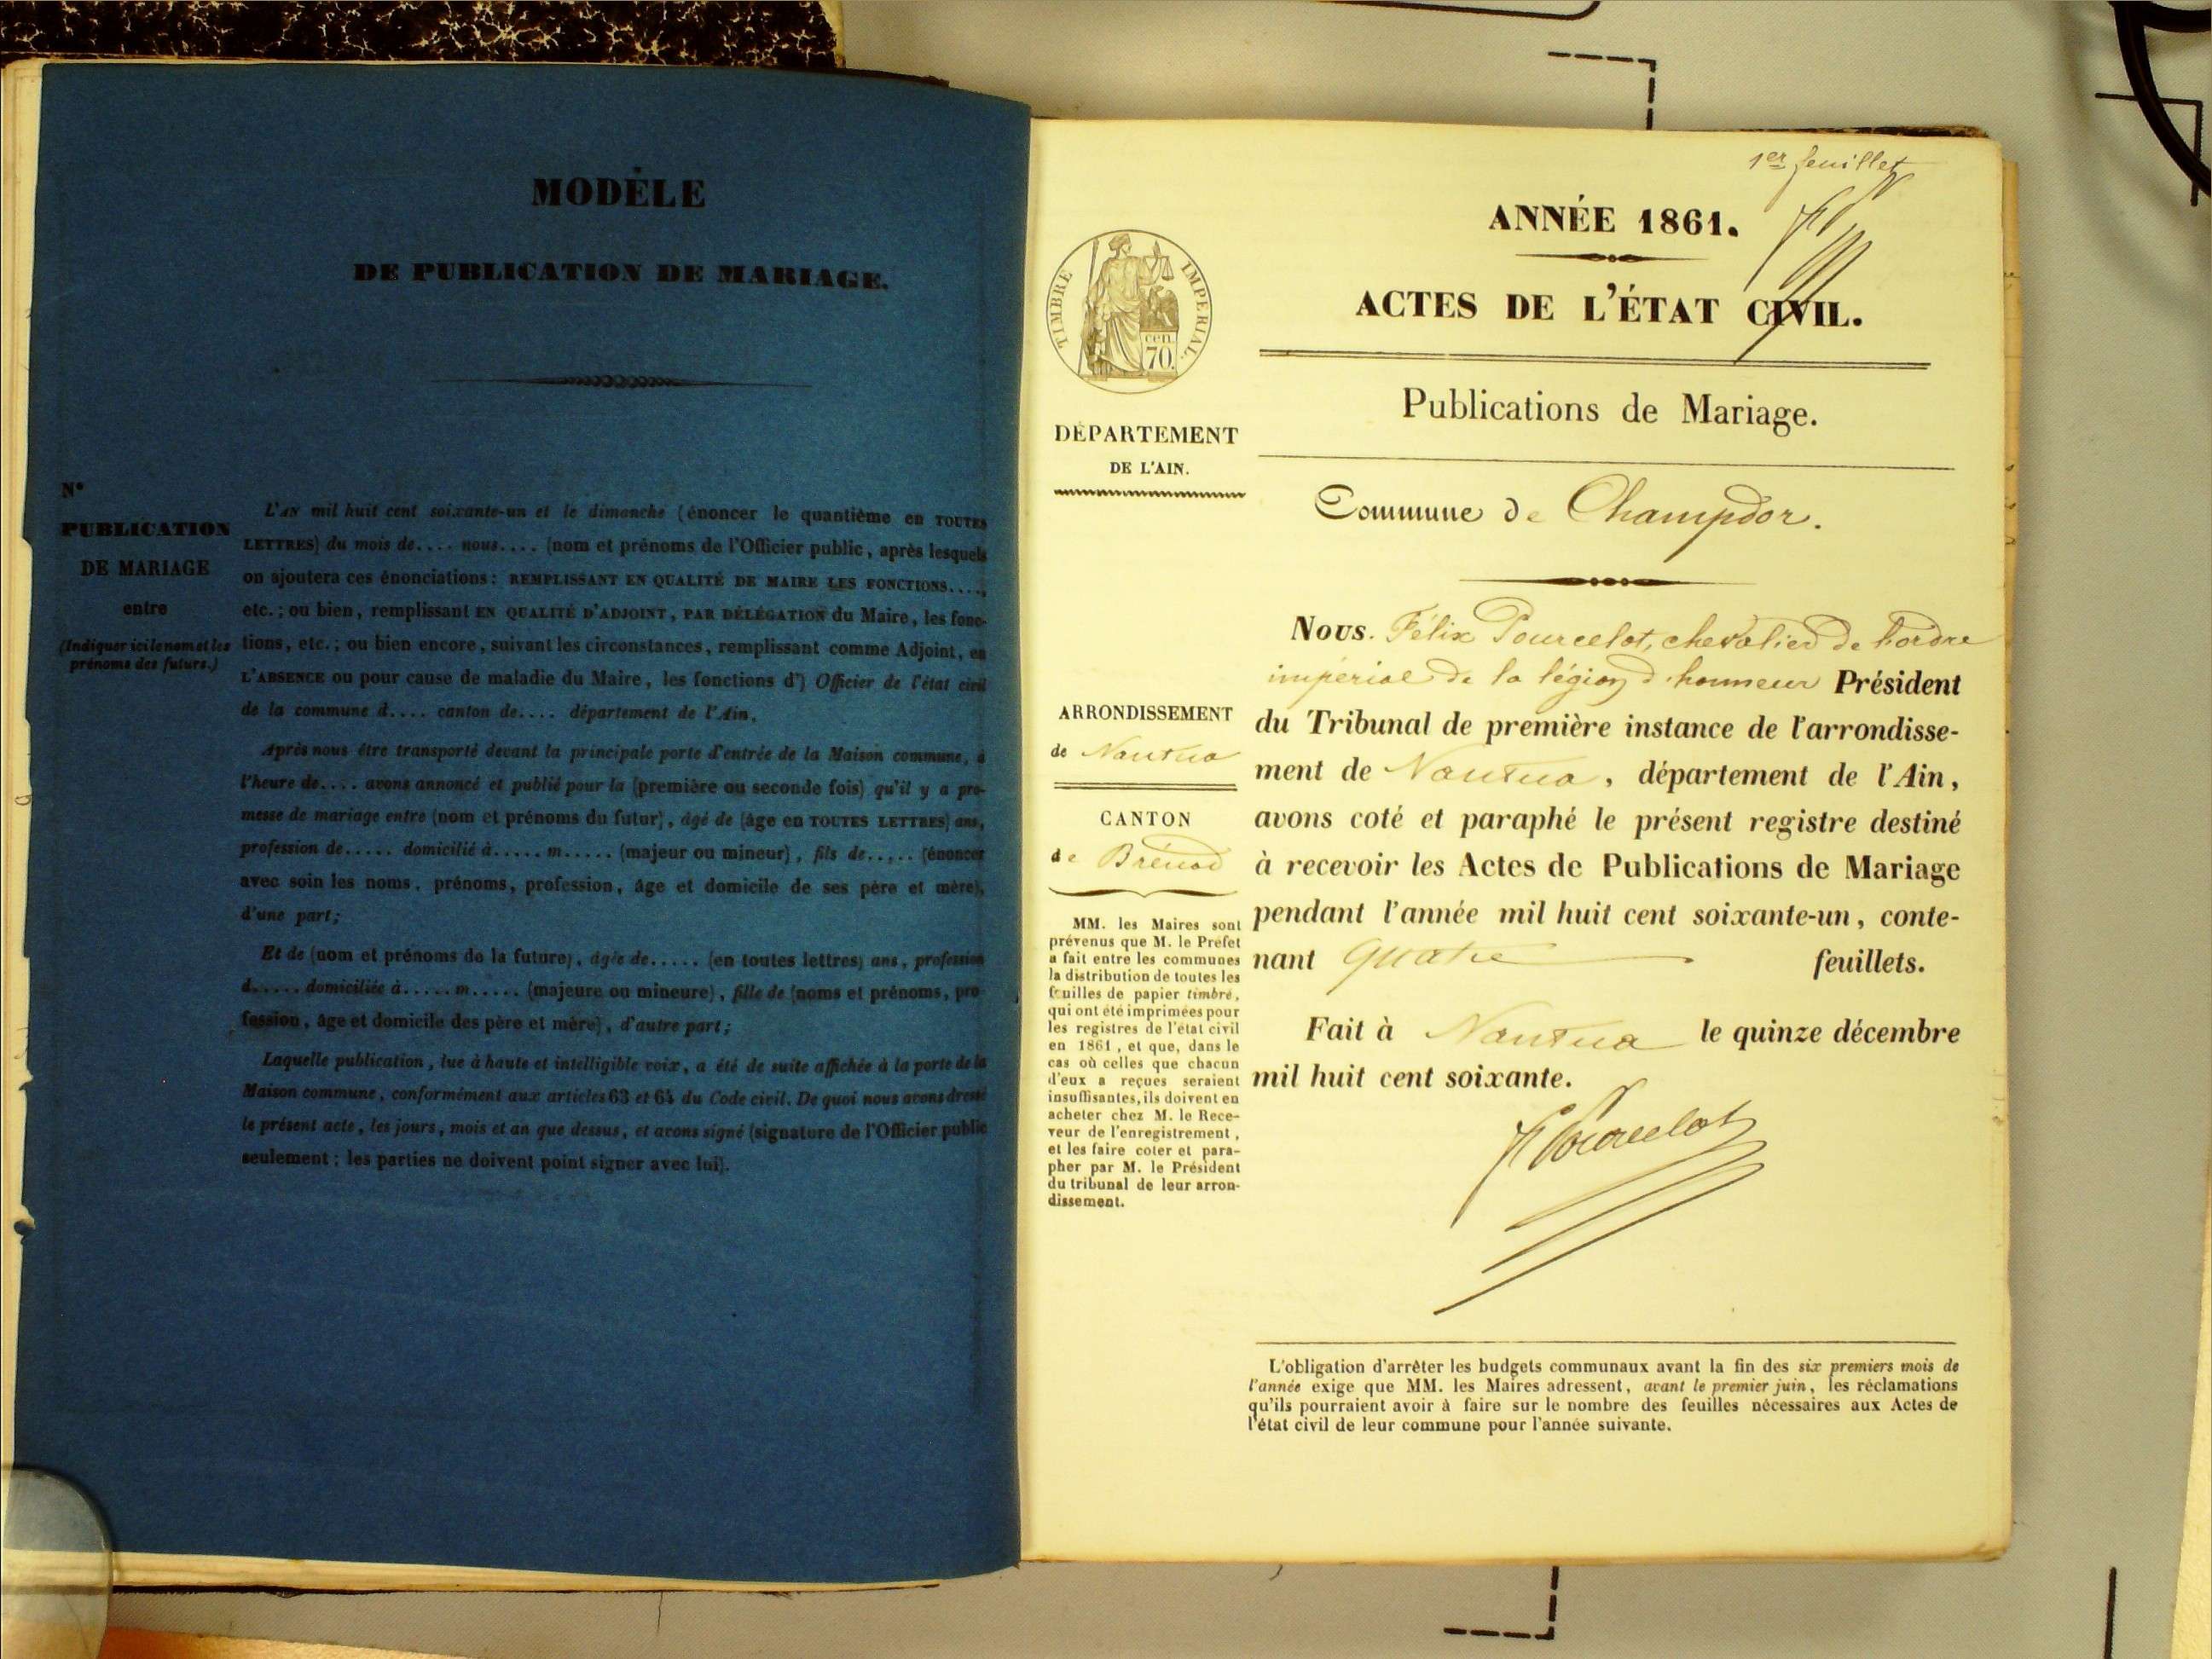 MODÈLE
DE PUBLICATION DE MARIAGE.
N°
PUBLICATION
DE MARIAGE
entre
(Indiquer ici le nom et les
prénoms des futurs.)
L'AN mil huit cent soixante-un et le dimanche (énoncer le quantième en TOUTES
LETTRES) du mois de.... nous.... (nom et prénoms de l'Officier public, après lesquels
on ajoutera ces énonciations: REMPLISSANT EN QUALITÉ DE MAIRE LES FONCTIONS....,
etc.; ou bien, remplissant EN QUALITÉ D'ADJOINT, PAR DÉLÉGATION du Maire, les fonc-
tions, etc.; ou bien encore, suivant les circonstances, remplissant comme Adjoint, en
L'ABSENCE ou pour cause de maladie du Maire, les fonctions d') Officier de l'état civil
de la commune d.... canton de.... département de l'Ain.
Après nous être transporté devant la principale porte d'entrée de la Maison commune, à
l'heure de.... avons annoncé et publié pour la (première ou seconde fois) qu'il y a pro-
messe de mariage entre (nom et prénoms du futur), âgé de (âge en TOUTES LETTRES) ans,
profession de..... domicilié à..... m..... (majeur ou mineur), fils de..... (énoncer
avec soin les noms, prénoms, profession, âge et domicile de ses père et mère),
d'une part;
Et de (nom et prénoms de la future), âgée de..... (en toutes lettres) ans, profession
d..... domiciliée à..... m..... (majeure ou mineure), fille de (noms et prénoms, pro-
fession, âge et domicile des père et mère), d'autre part;
Laquelle publication, lue à haute et intelligible voix, a été de suite affichée à la porte de la
Maison commune, conformément aux articles 63 et 64 du Code civil. De quoi nous avons dressé
le présent acte, les jours, mois et an que dessus, et avons signé (signature de l'Officier public
seulement; les parties ne doivent point signer avec lui).
1er feuillet
ANNÉE 1861.
ACTES DE L'ÉTAT CIVIL.
TIMBRE IMPERIAL.
cen.
70.
Publications de Mariage.
DÉPARTEMENT
DE L'AIN.
Commune de Champdor.
ARRONDISSEMENT
de Nantua
CANTON
de Brénod
MM. les Maires sont
prévenus que M. le Préfet
a fait entre les communes
la distribution de toutes les
feuilles de papier timbré,
qui ont été imprimées pour
les registres de l'état civil
en 1861, et que, dans le
cas où celles que chacun
d'eux a reçues seraient
insuffisantes, ils doivent en
acheter chez M. le Rece-
veur de l'enregistrement,
et les faire coter et para-
pher par M. le Président
du tribunal de leur arron-
dissement.
Nous. Félix Pourcelot, chevalier de l'ordre
impérial de la légion d'honneur Président
du Tribunal de première instance de l'arrondisse-
ment de Nantua, département de l'Ain,
avons coté et paraphé le présent registre destiné
à recevoir les Actes de Publications de Mariage
pendant l'année mil huit cent soixante-un, conte-
nant quatre feuillets.
Fait à Nantua le quinze décembre
mil huit cent soixante.
F Pourcelot
L'obligation d'arrêter les budgets communaux avant la fin des six premiers mois de
l'année exige que MM. les Maires adressent, avant le premier juin, les réclamations
qu'ils pourraient avoir à faire sur le nombre des feuilles nécessaires aux Actes de
l'état civil de leur commune pour l'année suivante.